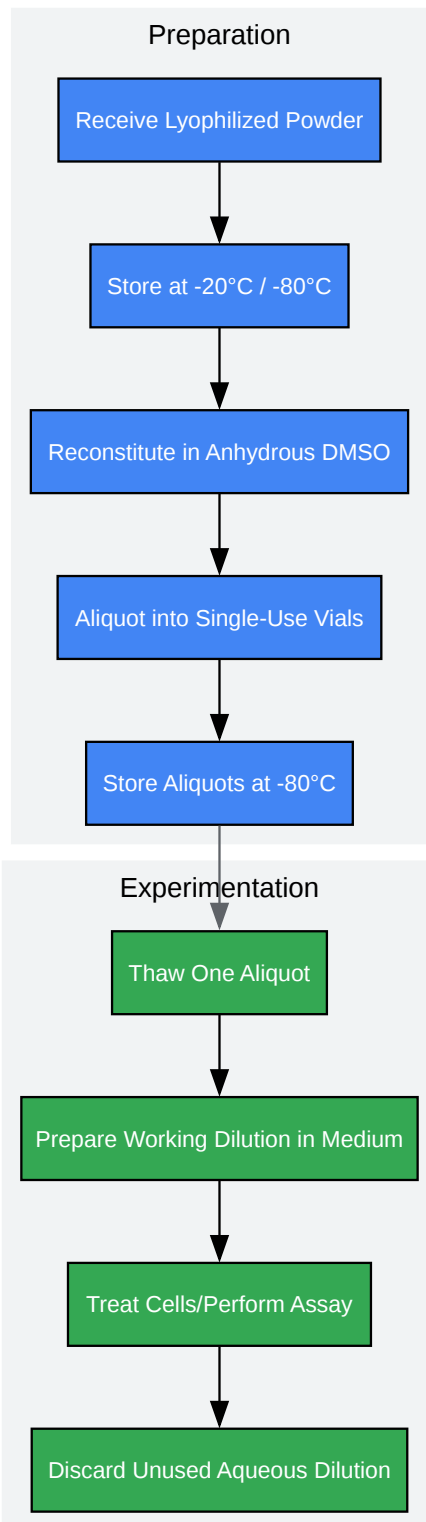 Preparation
Receive Lyophilized Powder
Store at -20°C / -80°C
Reconstitute in Anhydrous DMSO
Aliquot into Single-Use Vials
Store Aliquots at -80°C
Experimentation
Thaw One Aliquot
Prepare Working Dilution in Medium
Treat Cells/Perform Assay
Discard Unused Aqueous Dilution